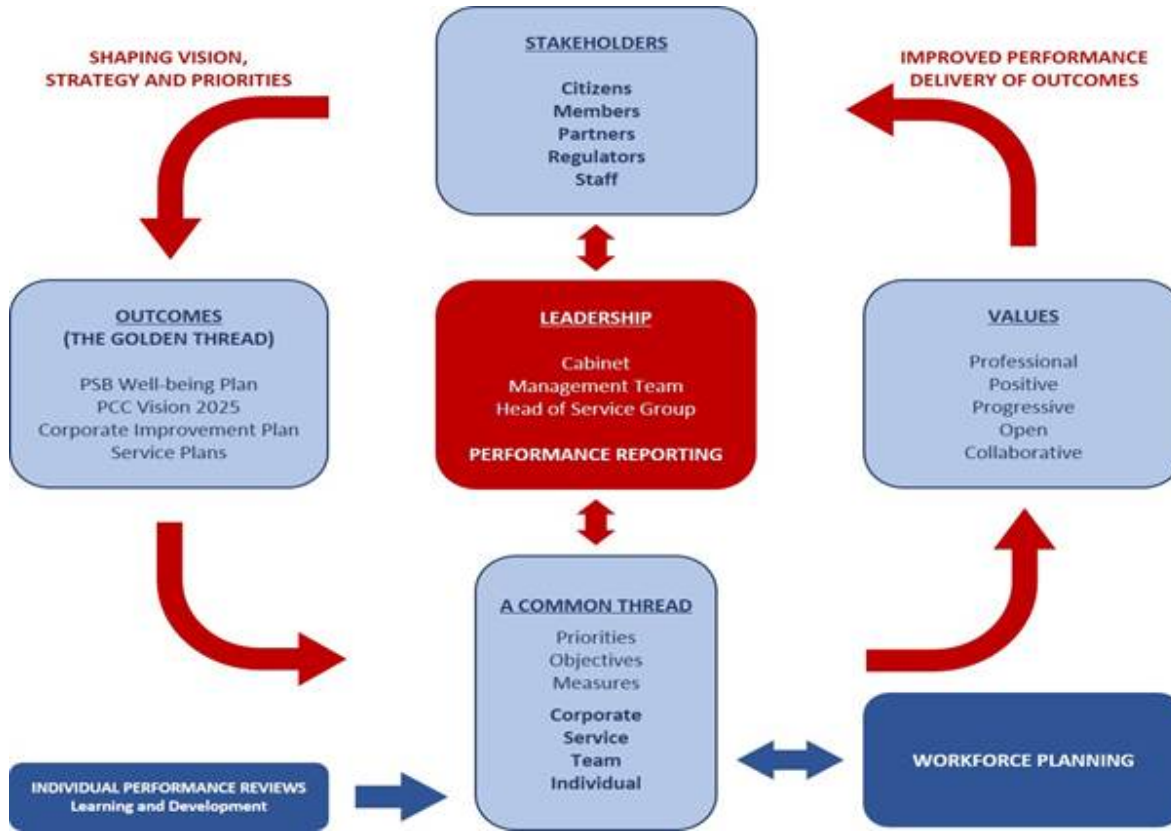 SHAPING VISION,
STRATEGY AND PRIORITIES
STAKEHOLDERS
Citizens
Members
Partners
Regulators
Staff
IMPROVED PERFORMANCE
DELIVERY OF OUTCOMES
OUTCOMES
(THE GOLDEN THREAD)
PSB Well-being Plan
PCC Vision 2025
Corporate Improvement Plan
Service Plans
LEADERSHIP
Cabinet
Management Team
Head of Service Group
PERFORMANCE REPORTING
VALUES
Professional
Positive
Progressive
Open
Collaborative
A COMMON THREAD
Priorities
Objectives
Measures
Corporate
Service
Team
Individual
INDIVIDUAL PERFORMANCE REVIEWS
Learning and Development
WORKFORCE PLANNING